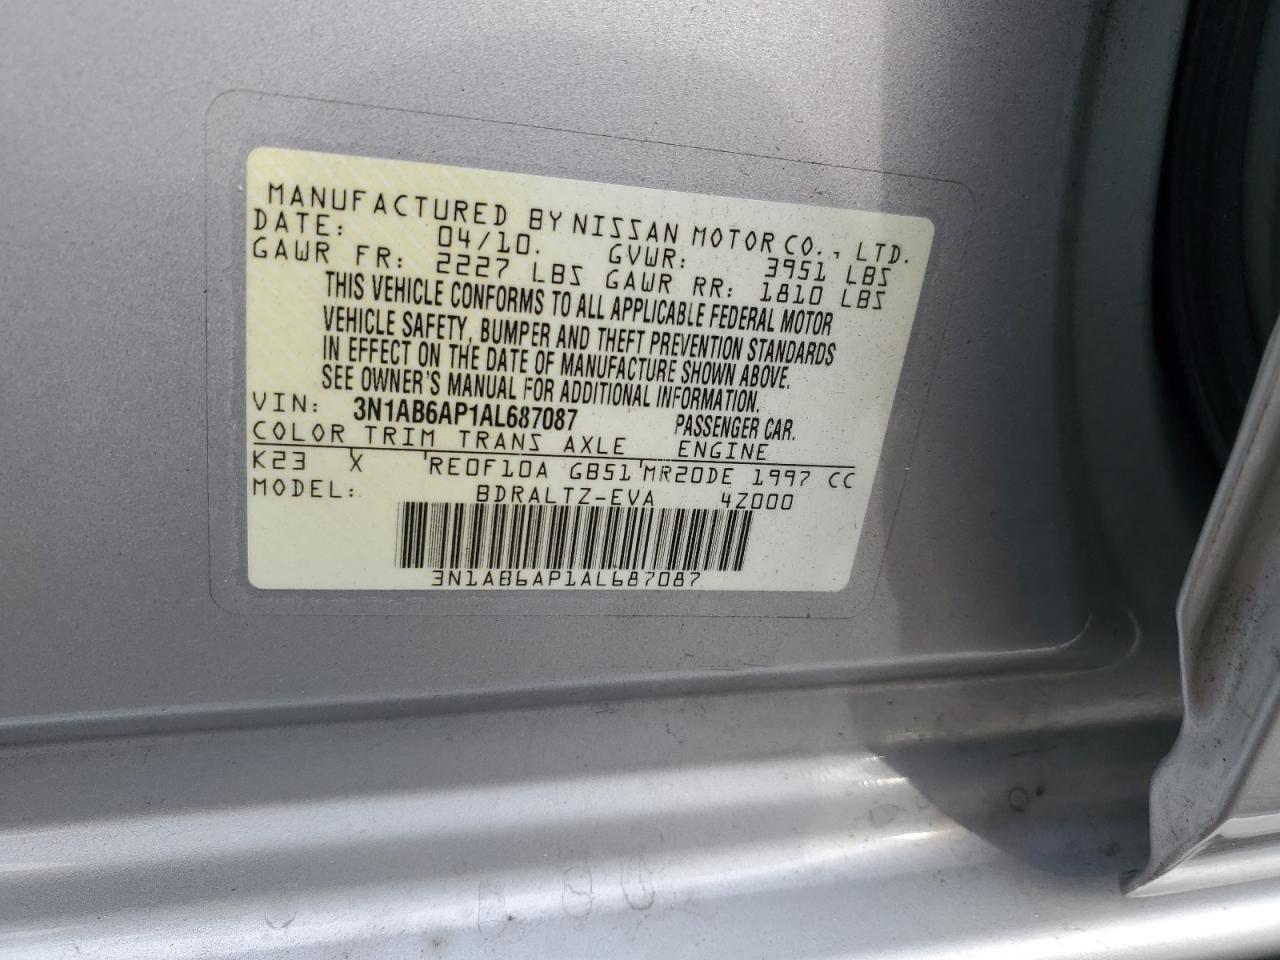 MANUFACTURED BY NISSAN MOTOR CO., LTD.
DATE: 04/10. GVWR: 3951 LBS
GAWR FR: 2227 LBS GAWR RR: 1810 LBS
THIS VEHICLE CONFORMS TO ALL APPLICABLE FEDERAL MOTOR
VEHICLE SAFETY, BUMPER AND THEFT PREVENTION STANDARDS
IN EFFECT ON THE DATE OF MANUFACTURE SHOWN ABOVE.
SEE OWNER'S MANUAL FOR ADDITIONAL INFORMATION.
VIN: 3N1AB6AP1AL687087 PASSENGER CAR.
COLOR TRIM TRANS AXLE ENGINE
K23 X RE0F10A GB51 MR20DE 1997 CC
MODEL: BDRALTZ-EVA 4Z000
3N1AB6AP1AL687087